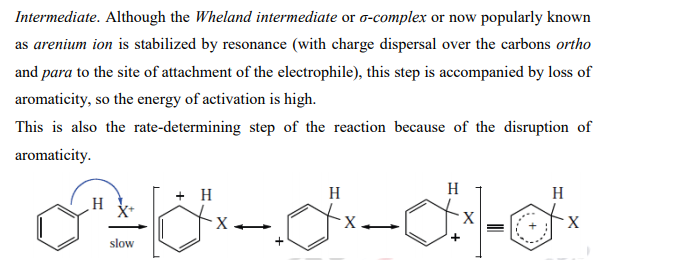 Intermediate. Although the Wheland intermediate or σ-complex or now popularly known
as arenium ion is stabilized by resonance (with charge dispersal over the carbons ortho
and para to the site of attachment of the electrophile), this step is accompanied by loss of
aromaticity, so the energy of activation is high.
This is also the rate-determining step of the reaction because of the disruption of
aromaticity.
H X+ slow + H X + H X H X + = + H X